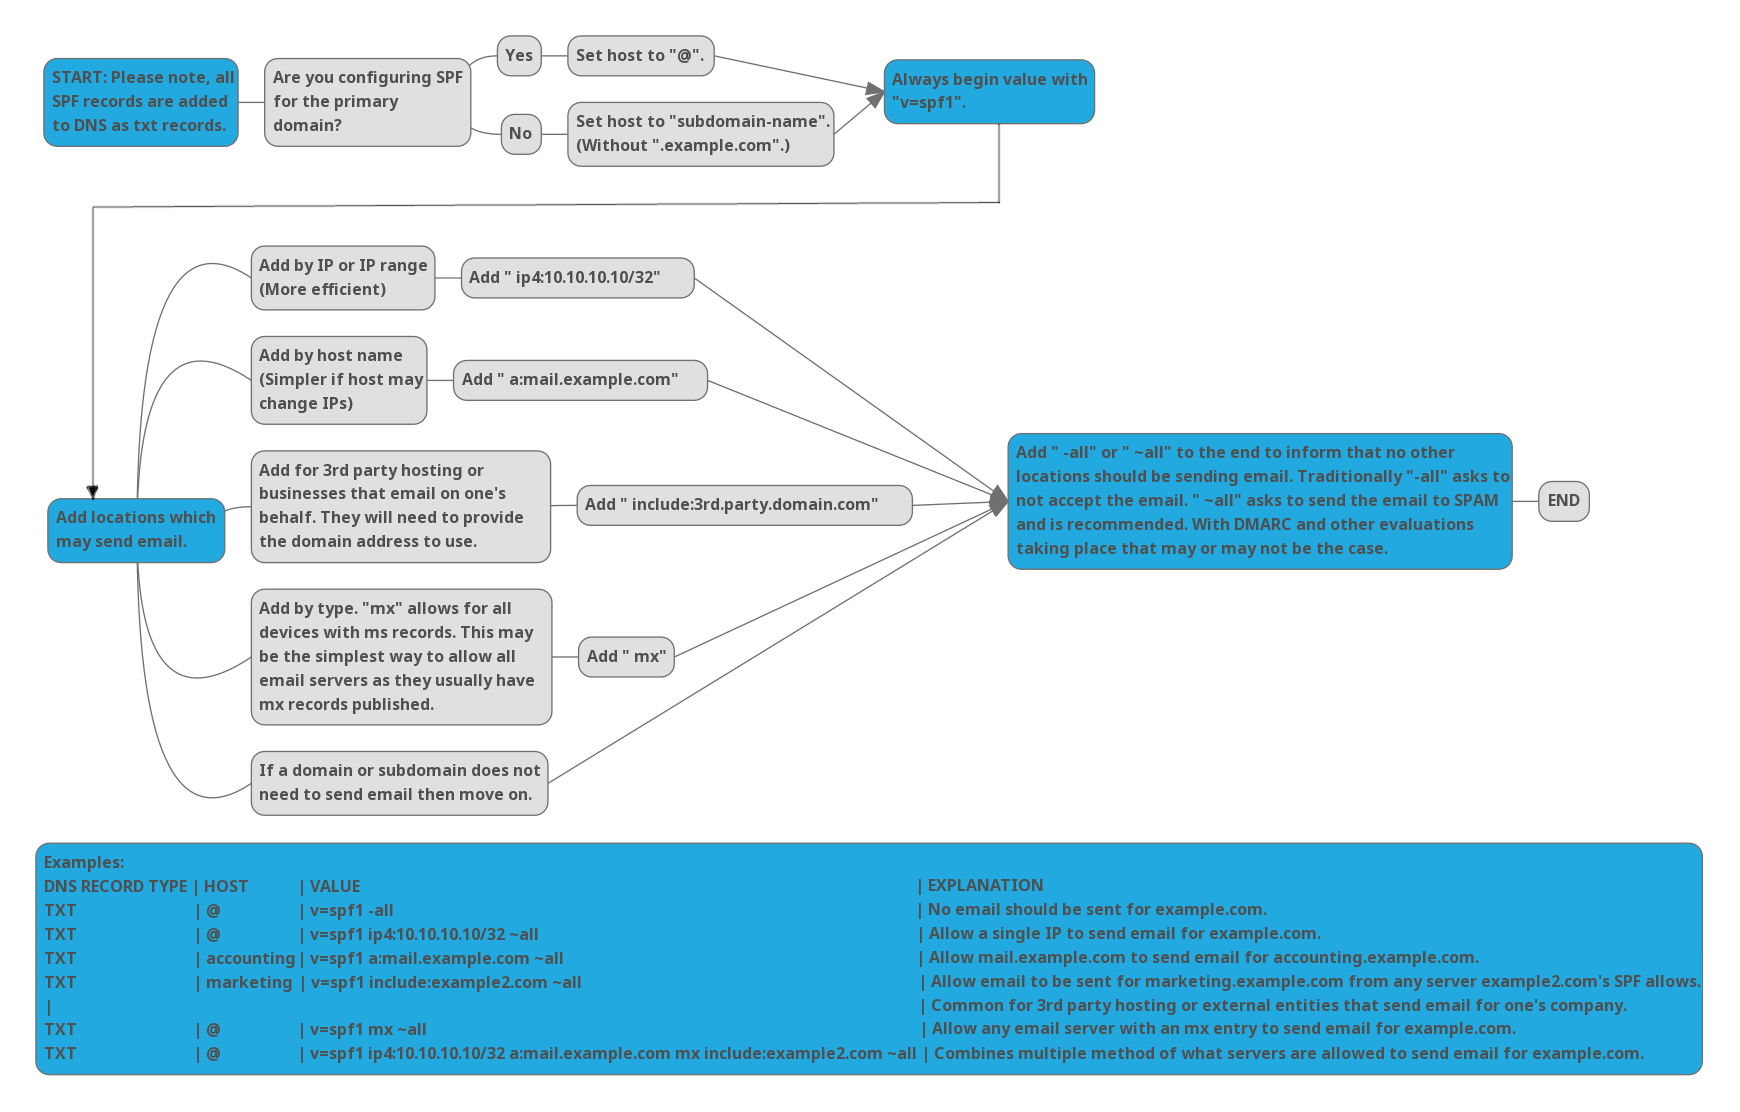 START: Please note, all
SPF records are added
to DNS as txt records.
Are you configuring SPF
for the primary
domain?
Yes
Set host to "@".
No
Set host to "subdomain-name".
(Without ".example.com".)
Always begin value with
"v=spf1".
Add locations which
may send email.
Add by IP or IP range
(More efficient)
Add " ip4:10.10.10.10/32"
Add by host name
(Simpler if host may
change IPs)
Add " a:mail.example.com"
Add for 3rd party hosting or
businesses that email on one's
behalf. They will need to provide
the domain address to use.
Add " include:3rd.party.domain.com"
Add by type. "mx" allows for all
devices with ms records. This may
be the simplest way to allow all
email servers as they usually have
mx records published.
Add " mx"
If a domain or subdomain does not
need to send email then move on.
Add " -all" or " ~all" to the end to inform that no other
locations should be sending email. Traditionally "-all" asks to
not accept the email. " ~all" asks to send the email to SPAM
and is recommended. With DMARC and other evaluations
taking place that may or may not be the case.
END
Examples:
DNS RECORD TYPE | HOST | VALUE | EXPLANATION
TXT | @ | v=spf1 -all | No email should be sent for example.com.
TXT | @ | v=spf1 ip4:10.10.10.10/32 ~all | Allow a single IP to send email for example.com.
TXT | accounting | v=spf1 a:mail.example.com ~all | Allow mail.example.com to send email for accounting.example.com.
TXT | marketing | v=spf1 include:example2.com ~all | Allow email to be sent for marketing.example.com from any server example2.com's SPF allows.
| | Common for 3rd party hosting or external entities that send email for one's company.
TXT | @ | v=spf1 mx ~all | Allow any email server with an mx entry to send email for example.com.
TXT | @ | v=spf1 ip4:10.10.10.10/32 a:mail.example.com mx include:example2.com ~all | Combines multiple method of what servers are allowed to send email for example.com.